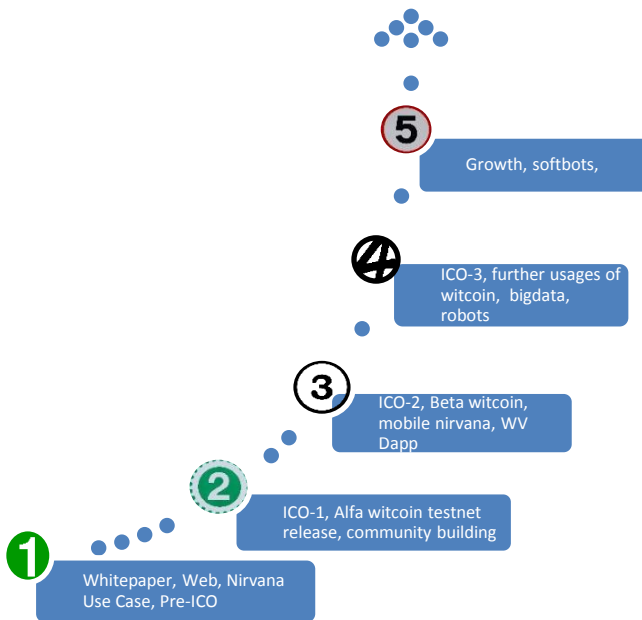 5
Growth, softbots,
4
ICO-3, further usages of
witcoin, bigdata,
robots
3
ICO-2, Beta witcoin,
mobile nirvana, WV
Dapp
2
ICO-1, Alfa witcoin testnet
release, community building
1
Whitepaper, Web, Nirvana
Use Case, Pre-ICO